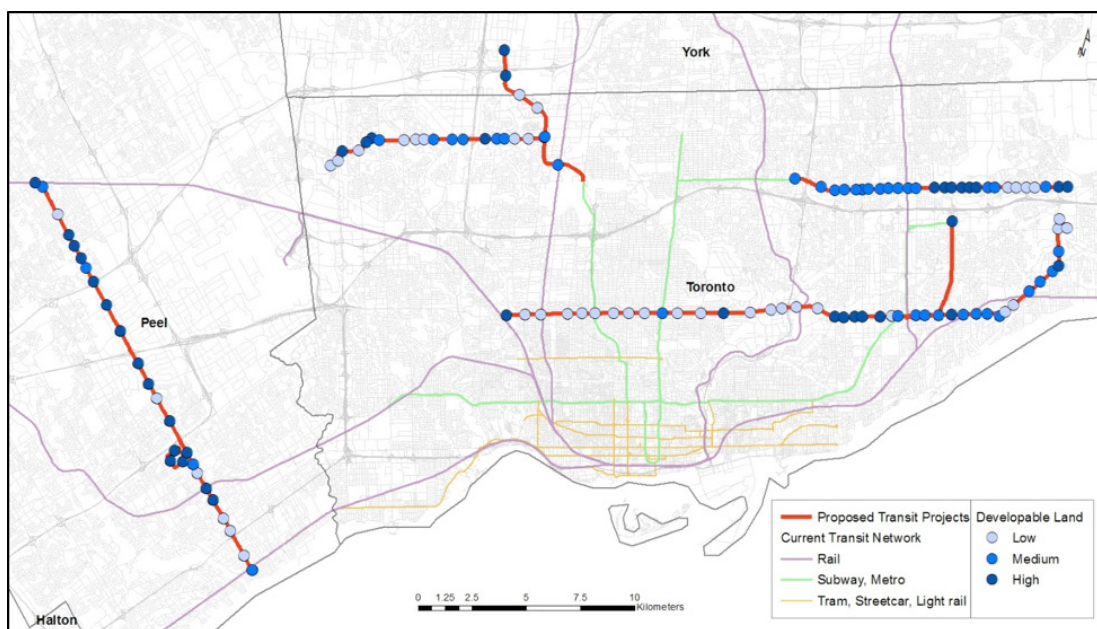 York
N
Toronto
Peel
Halton
0 1.25 2.5 5 7.5 10
Kilometers
Proposed Transit Projects
Current Transit Network
Rail
Subway, Metro
Tram, Streetcar, Light rail
Developable Land
Low
Medium
High